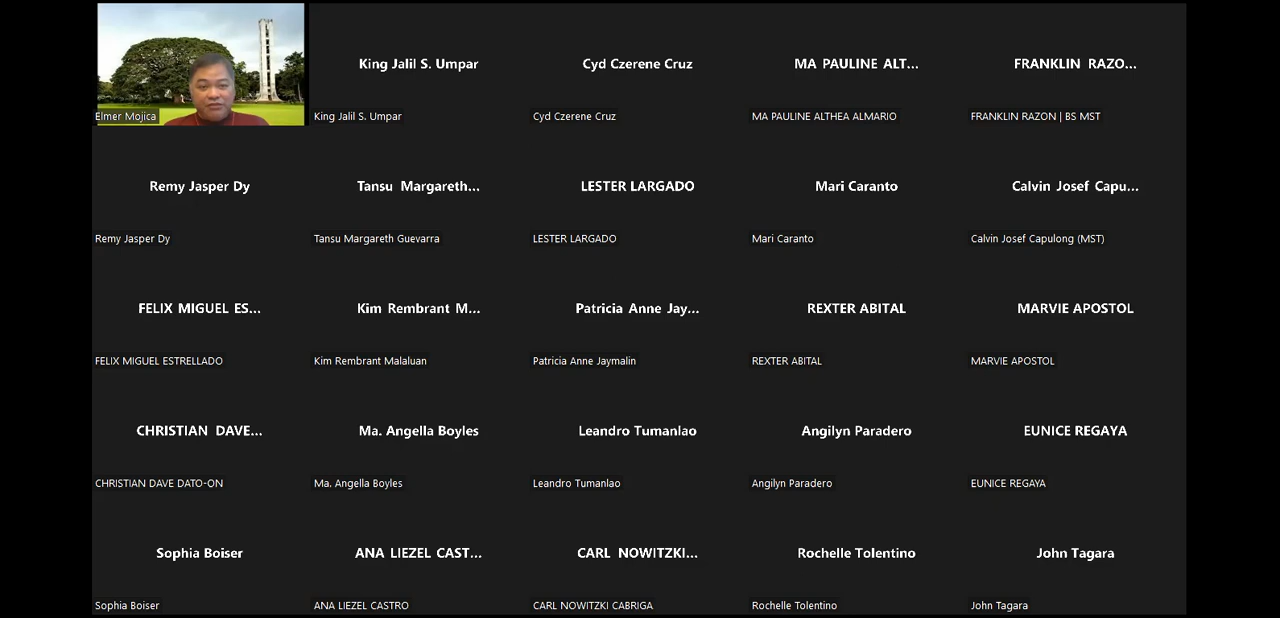 King Jalil S. Umpar
Cyd Czerene Cruz
MA PAULINE ALT...
FRANKLIN RAZO...
Elmer Mojica
King Jalil S. Umpar
Cyd Czerene Cruz
MA PAULINE ALTHEA ALMARIO
FRANKLIN RAZON | BS MST
Remy Jasper Dy
Tansu Margareth...
LESTER LARGADO
Mari Caranto
Calvin Josef Capu...
Remy Jasper Dy
Tansu Margareth Guevarra
LESTER LARGADO
Mari Caranto
Calvin Josef Capulong (MST)
FELIX MIGUEL ES...
Kim Rembrant M...
Patricia Anne Jay...
REXTER ABITAL
MARVIE APOSTOL
FELIX MIGUEL ESTRELLADO
Kim Rembrant Malaluan
Patricia Anne Jaymalin
REXTER ABITAL
MARVIE APOSTOL
CHRISTIAN DAVE...
Ma. Angella Boyles
Leandro Tumanlao
Angilyn Paradero
EUNICE REGAYA
CHRISTIAN DAVE DATO-ON
Ma. Angella Boyles
Leandro Tumanlao
Angilyn Paradero
EUNICE REGAYA
Sophia Boiser
ANA LIEZEL CAST...
CARL NOWITZKI...
Rochelle Tolentino
John Tagara
Sophia Boiser
ANA LIEZEL CASTRO
CARL NOWITZKI CABRIGA
Rochelle Tolentino
John Tagara